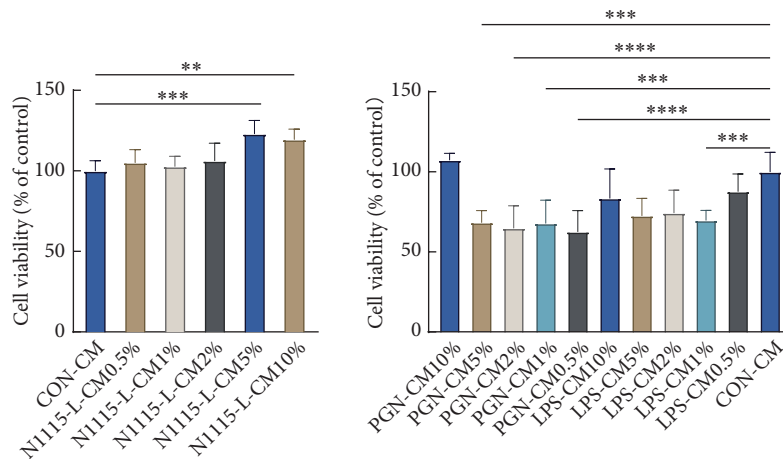 **
***
150
100
50
0
Cell viability (% of control)
CON-CM
N1115-L-CM0.5%
N1115-L-CM1%
N1115-L-CM2%
N1115-L-CM5%
N1115-L-CM10%
***
****
***
****
***
150
100
50
0
Cell viability (% of control)
PGN-CM10%
PGN-CM5%
PGN-CM2%
PGN-CM1%
PGN-CM0.5%
LPS-CM10%
LPS-CM5%
LPS-CM2%
LPS-CM1%
LPS-CM0.5%
CON-CM